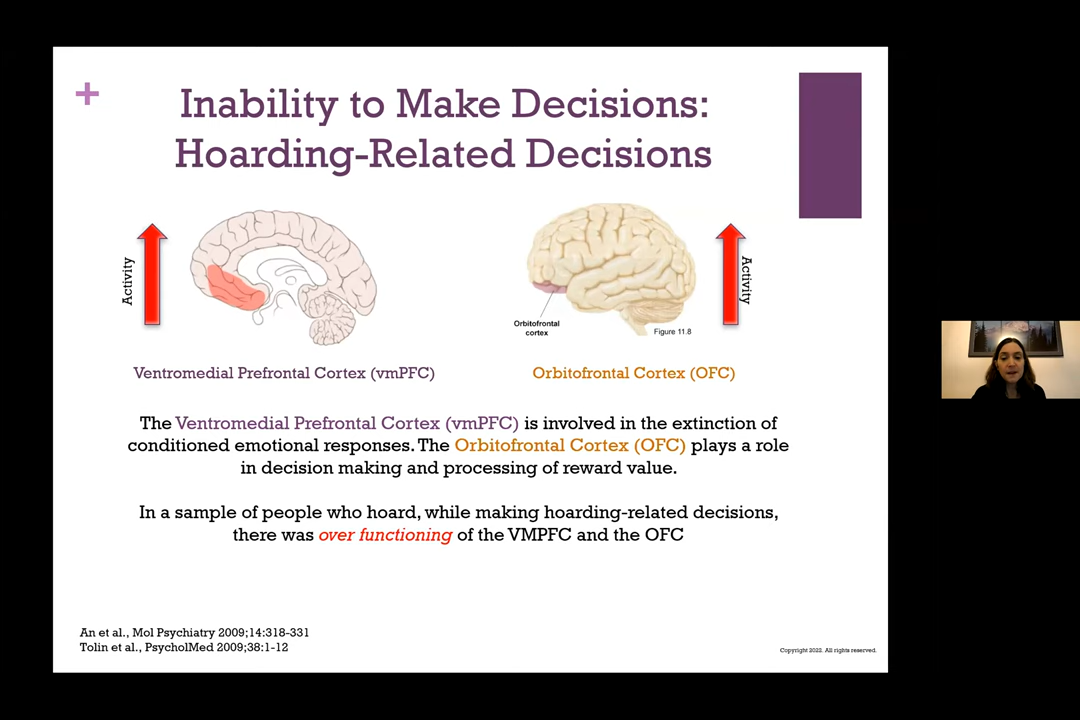 +
Inability to Make Decisions:
Hoarding-Related Decisions
Activity
Activity
Orbitofrontal
cortex
Figure 11.8
Ventromedial Prefrontal Cortex (vmPFC)
Orbitofrontal Cortex (OFC)
The Ventromedial Prefrontal Cortex (vmPFC) is involved in the extinction of
conditioned emotional responses. The Orbitofrontal Cortex (OFC) plays a role
in decision making and processing of reward value.
In a sample of people who hoard, while making hoarding-related decisions,
there was over functioning of the VMPFC and the OFC
An et al., Mol Psychiatry 2009;14:318-331
Tolin et al., PsycholMed 2009;38:1-12
Copyright 2022. All rights reserved.